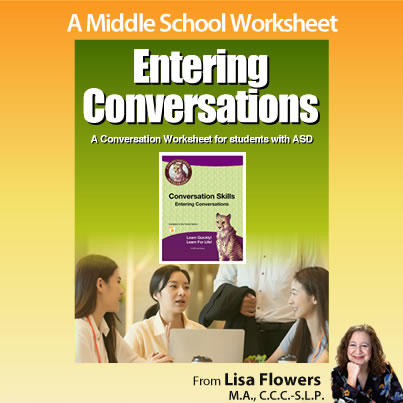 A Middle School Worksheet
Entering
Conversations
A Conversation Worksheet for students with ASD
Conversation Skills
Entering Conversations
Learn Quickly!
Learn For Life!
From Lisa Flowers
M.A., C.C.C.-S.L.P.